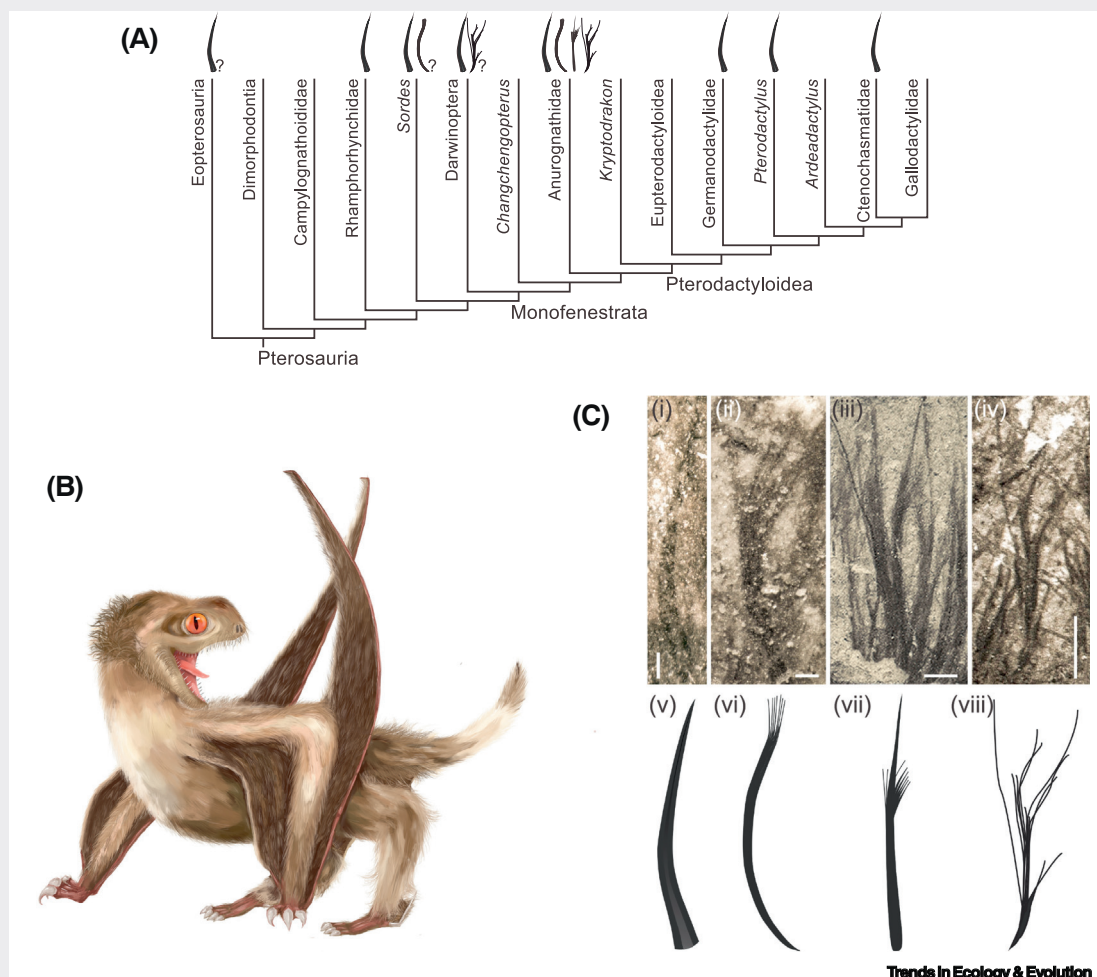 (A)
?
?
?
Eopterosauria
Dimorphodontia
Campylognathoididae
Rhamphorhynchidae
Sordes
Darwinoptera
Changchengopterus
Anurognathidae
Kryptodrakon
Eupterodactyloidea
Germanodactylidae
Pterodactylus
Ardeadactylus
Ctenochasmatidae
Gallodactylidae
Pterodactyloidea
Monofenestrata
Pterosauria
(B)
(C)
(i)
(ii)
(iii)
(iv)
(v)
(vi)
(vii)
(viii)
Trends in Ecology & Evolution